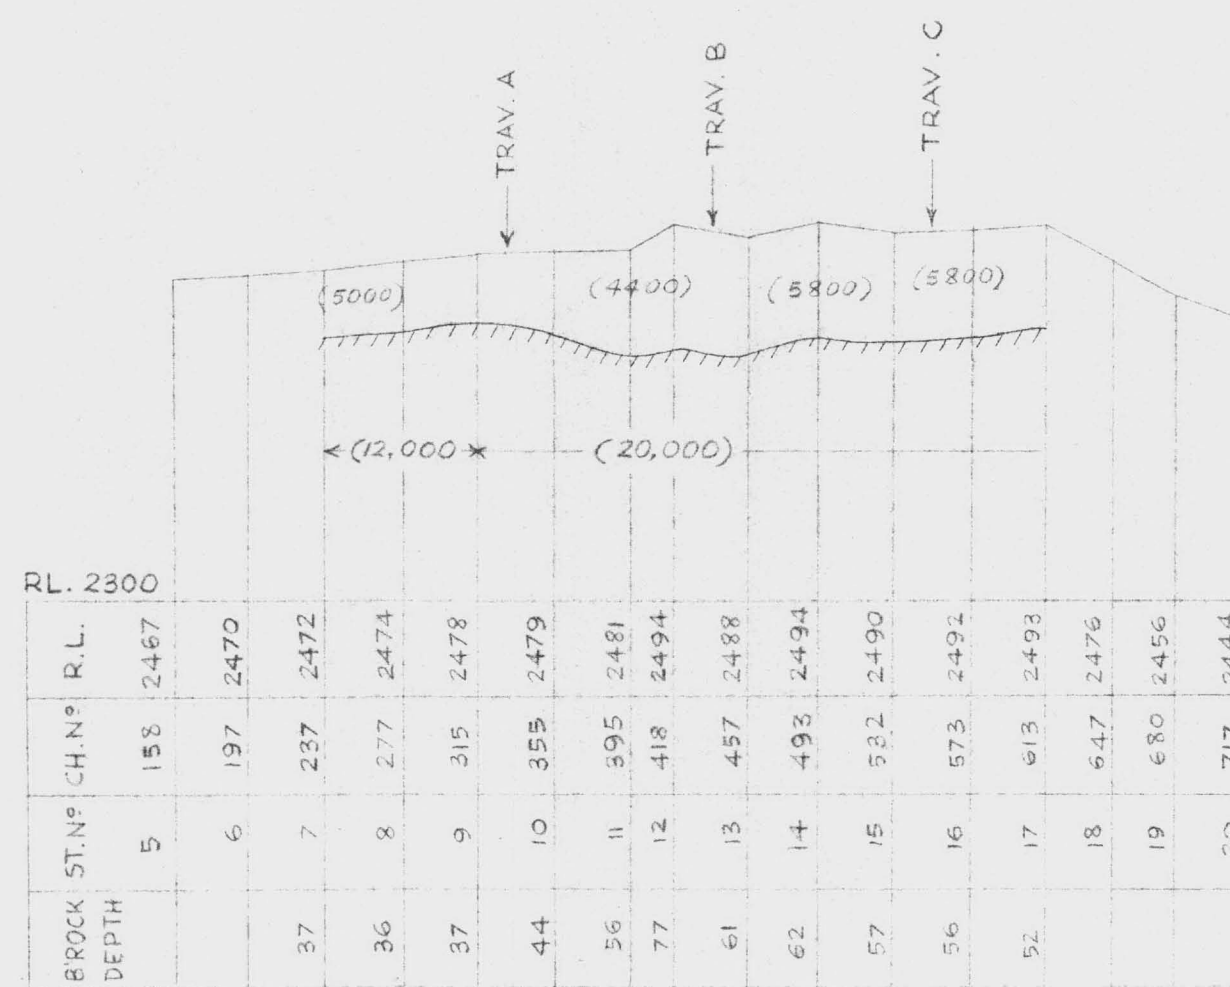 TRAV. A
TRAV. B
TRAV. C
(5000)
(4400)
(5800)
(5800)
(12,000
(20,000)
RL. 2300
R.L. 2467 2470 2472 2474 2478 2479 2481 2494 2488 2494 2490 2492 2493 2476 2456 2444
CH.Nº 158 197 237 277 315 355 395 418 457 493 532 573 613 647 680 717
ST.Nº 5 6 7 8 9 10 11 12 13 14 15 16 17 18 19 20
B'ROCK
DEPTH
37 36 37 44 56 77 61 62 57 56 52